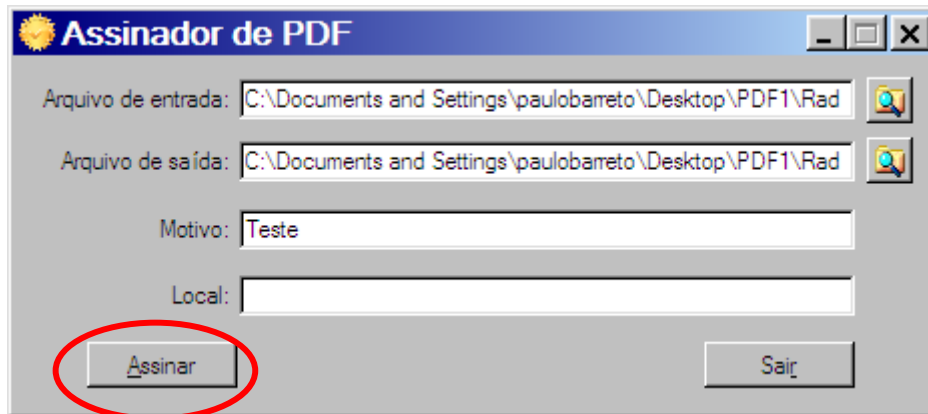 Assinador de PDF
Arquivo de entrada: C:\Documents and Settings\paulobarreto\Desktop\PDF1\Rad
Arquivo de saída: C:\Documents and Settings\paulobarreto\Desktop\PDF1\Rad
Motivo: Teste
Local:
Assinar Sair